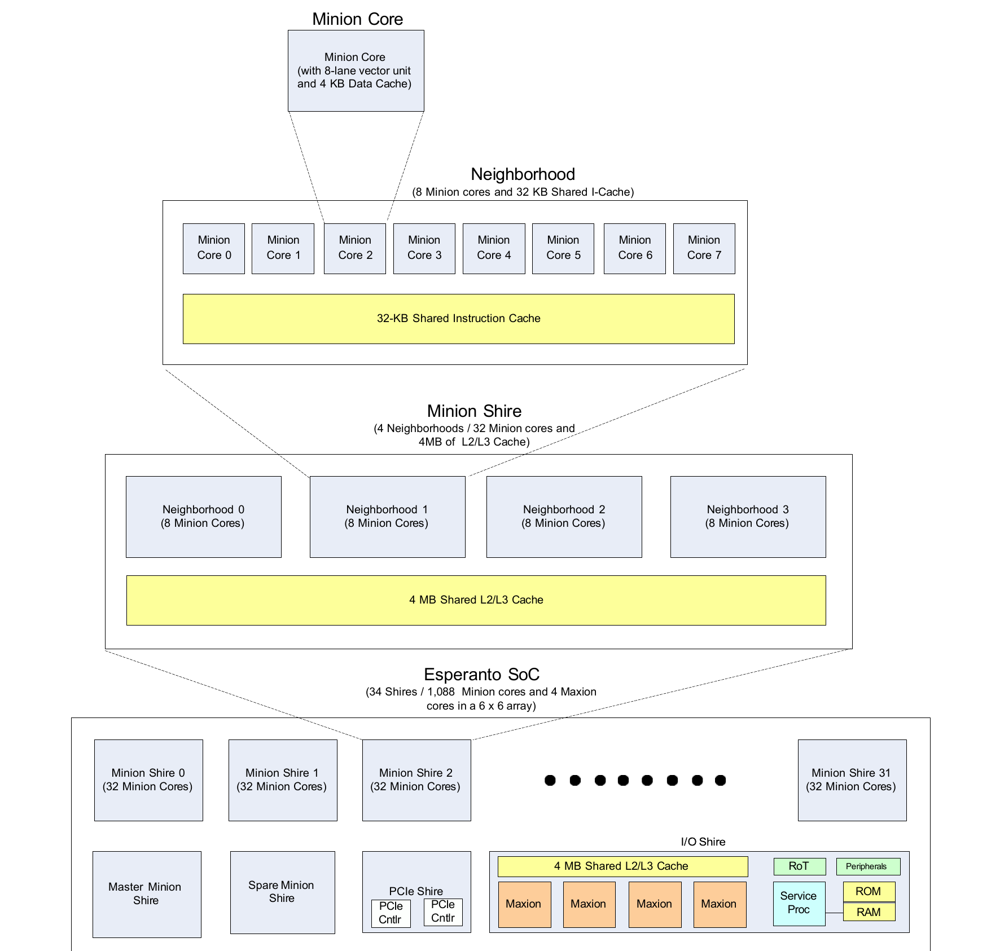 Minion Core
Minion Core
(with 8-lane vector unit
and 4 KB Data Cache)
Neighborhood
(8 Minion cores and 32 KB Shared I-Cache)
Minion
Core 0
Minion
Core 1
Minion
Core 2
Minion
Core 3
Minion
Core 4
Minion
Core 5
Minion
Core 6
Minion
Core 7
32-KB Shared Instruction Cache
Minion Shire
(4 Neighborhoods / 32 Minion cores and
4MB of L2/L3 Cache)
Neighborhood 0
(8 Minion Cores)
Neighborhood 1
(8 Minion Cores)
Neighborhood 2
(8 Minion Cores)
Neighborhood 3
(8 Minion Cores)
4 MB Shared L2/L3 Cache
Esperanto SoC
(34 Shires / 1,088 Minion cores and 4 Maxion
cores in a 6 x 6 array)
Minion Shire 0
(32 Minion Cores)
Minion Shire 1
(32 Minion Cores)
Minion Shire 2
(32 Minion Cores)
Minion Shire 31
(32 Minion Cores)
Master Minion
Shire
Spare Minion
Shire
PCIe Shire
PCIe
Cntlr
PCIe
Cntlr
I/O Shire
4 MB Shared L2/L3 Cache
Maxion
Maxion
Maxion
Maxion
RoT
Peripherals
Service
Proc
ROM
RAM